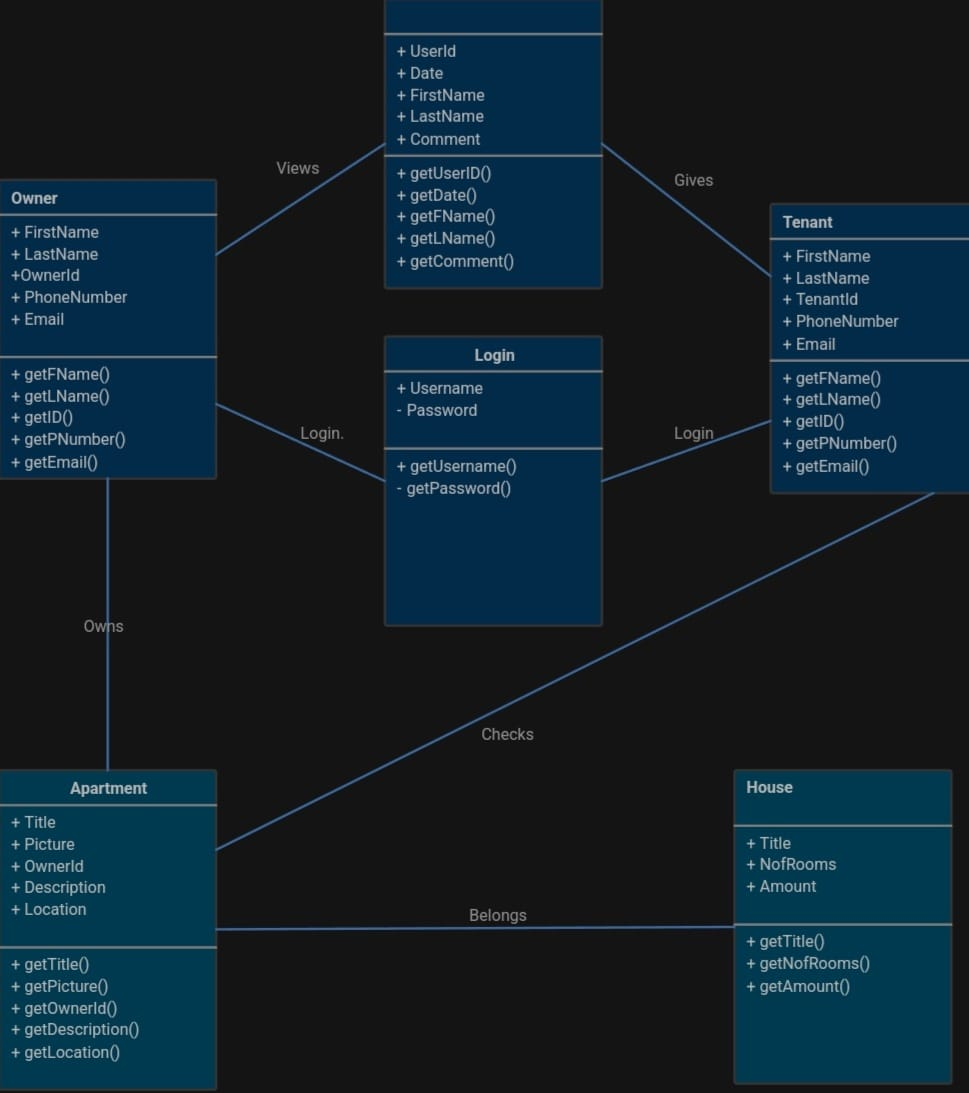 + UserId
+ Date
+ FirstName
+ LastName
+ Comment
+ getUserID()
+ getDate()
+ getFName()
+ getLName()
+ getComment()
Views
Gives
Owner
+ FirstName
+ LastName
+OwnerId
+ PhoneNumber
+ Email
+ getFName()
+ getLName()
+ getID()
+ getPNumber()
+ getEmail()
Tenant
+ FirstName
+ LastName
+ TenantId
+ PhoneNumber
+ Email
+ getFName()
+ getLName()
+ getID()
+ getPNumber()
+ getEmail()
Login
+ Username
- Password
+ getUsername()
- getPassword()
Login.
Login
Owns
Checks
Apartment
+ Title
+ Picture
+ OwnerId
+ Description
+ Location
+ getTitle()
+ getPicture()
+ getOwnerId()
+ getDescription()
+ getLocation()
Belongs
House
+ Title
+ NofRooms
+ Amount
+ getTitle()
+ getNofRooms()
+ getAmount()